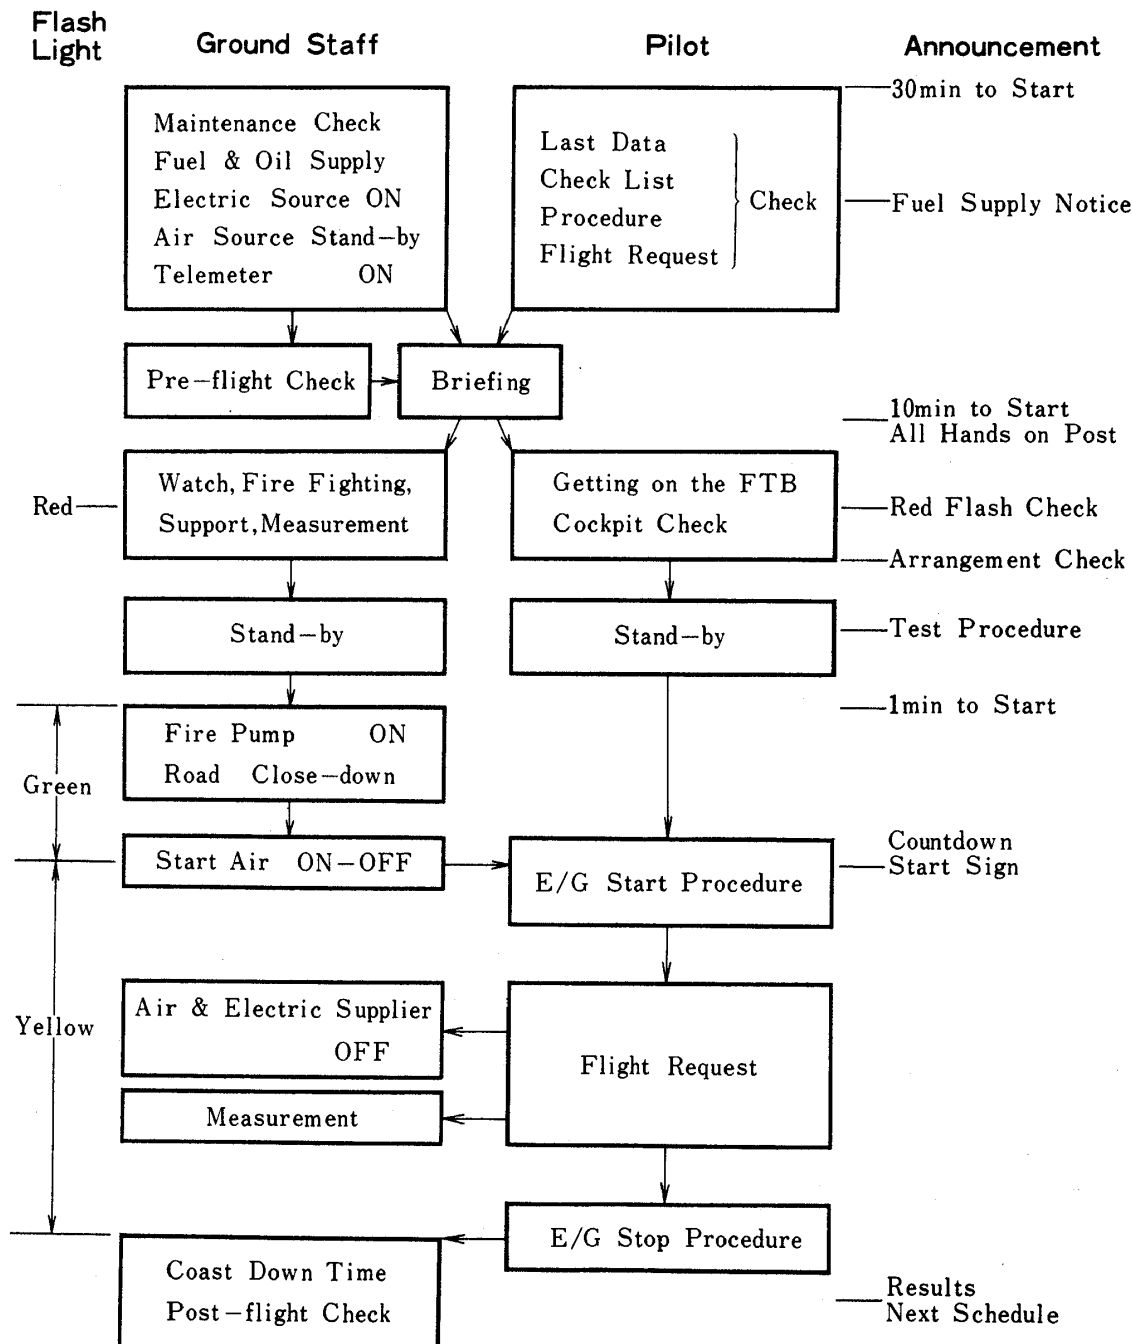 Flash
Light
Ground Staff
Pilot
Announcement
Maintenance Check
Fuel & Oil Supply
Electric Source ON
Air Source Stand-by
Telemeter ON
Last Data
Check List
Procedure
Flight Request
Check
30min to Start
Fuel Supply Notice
Pre-flight Check
Briefing
10min to Start
All Hands on Post
Red
Watch, Fire Fighting,
Support, Measurement
Getting on the FTB
Cockpit Check
Red Flash Check
Arrangement Check
Stand-by
Stand-by
Test Procedure
1min to Start
Green
Fire Pump ON
Road Close-down
Start Air ON-OFF
E/G Start Procedure
Countdown
Start Sign
Yellow
Air & Electric Supplier
OFF
Flight Request
Measurement
E/G Stop Procedure
Coast Down Time
Post-flight Check
Results
Next Schedule